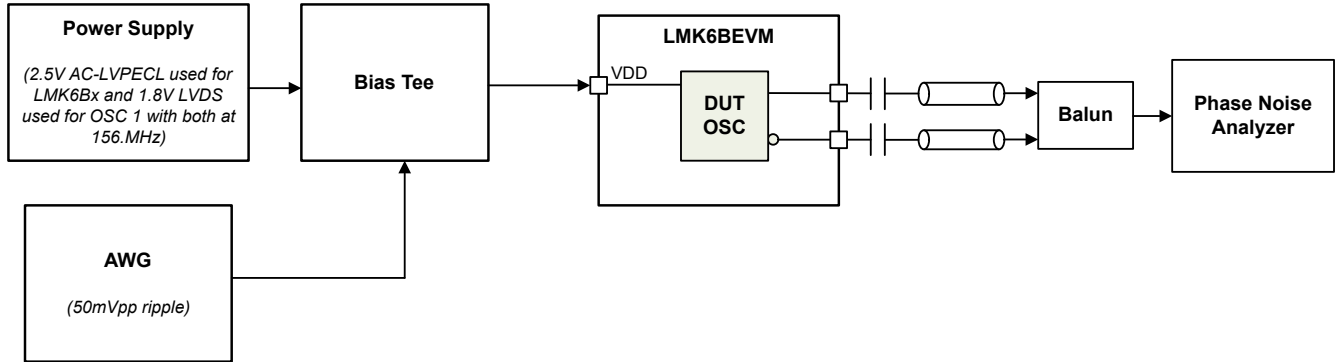 Power Supply
(2.5V AC-LVPECL used for
LMK6Bx and 1.8V LVDS
used for OSC 1 with both at
156.MHz)
Bias Tee
LMK6BEVM
VDD
DUT
OSC
Balun
Phase Noise
Analyzer
AWG
(50mVpp ripple)